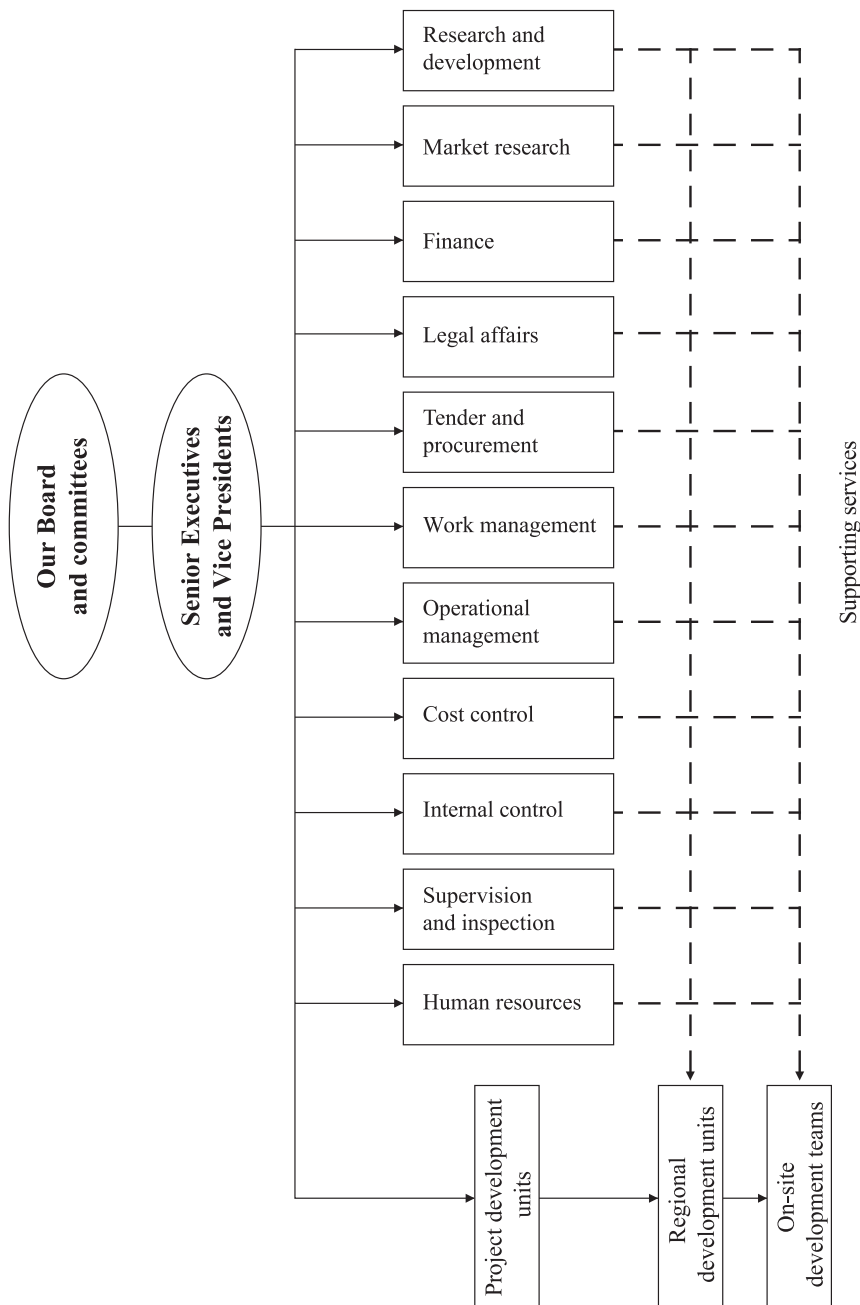 Our Board
and committees
Senior Executives
and Vice Presidents
Research and
development
Market research
Finance
Legal affairs
Tender and
procurement
Work management
Operational
management
Cost control
Internal control
Supervision
and inspection
Human resources
Supporting services
Project development
units
Regional
development units
On-site
development teams